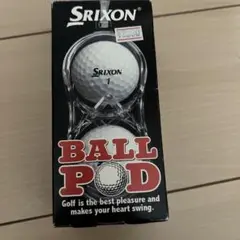 SRIXON
SRIXON
1
BALL
POD
Golf is the best pleasure and
makes your heart swing.